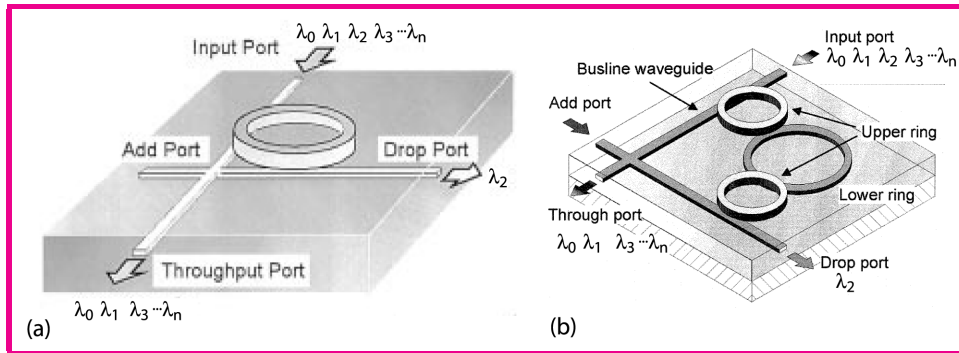 λ0 λ1 λ2 λ3 ···λn
Input Port
Add Port
Drop Port
λ2
Throughput Port
λ0 λ1 λ3 ···λn
(a)
Input port
λ0 λ1 λ2 λ3 ···λn
Busline waveguide
Add port
Upper ring
Lower ring
Through port
λ0 λ1 λ3 ···λn
Drop port
λ2
(b)